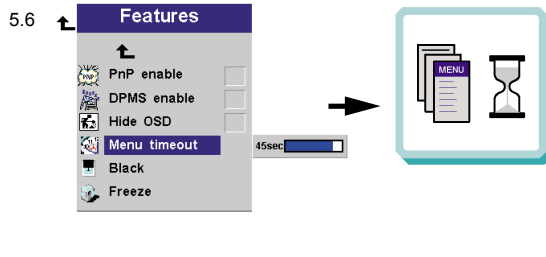 5.6
Features
PnP enable
DPMS enable
Hide OSD
Menu timeout
45sec
Black
Freeze
MENU